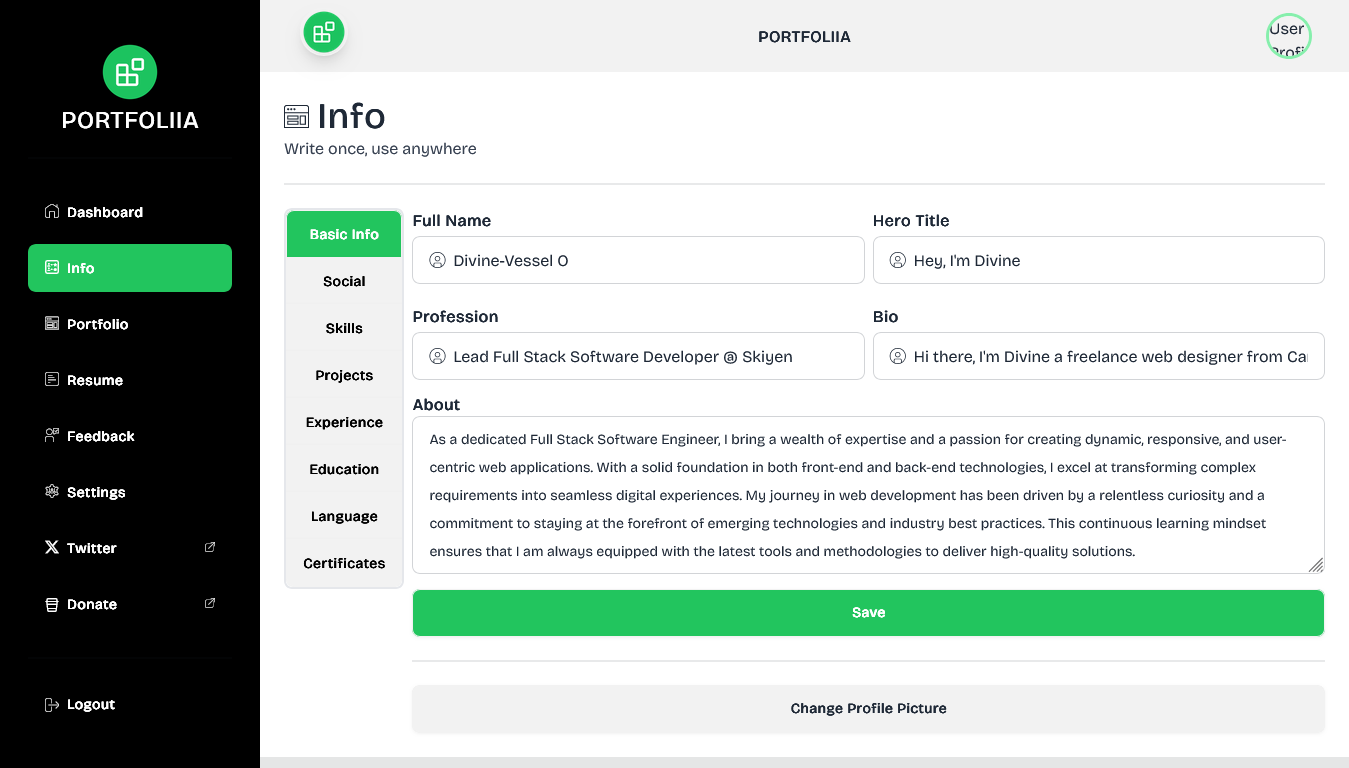 PORTFOLIIA
Dashboard
Info
Portfolio
Resume
Feedback
Settings
Twitter
Donate
Logout
PORTFOLIIA
User
Profi
Info
Write once, use anywhere
Basic Info
Social
Skills
Projects
Experience
Education
Language
Certificates
Full Name
Divine-Vessel O
Hero Title
Hey, I'm Divine
Profession
Lead Full Stack Software Developer @ Skiyen
Bio
Hi there, I'm Divine a freelance web designer from Ca
About
As a dedicated Full Stack Software Engineer, I bring a wealth of expertise and a passion for creating dynamic, responsive, and user-
centric web applications. With a solid foundation in both front-end and back-end technologies, I excel at transforming complex
requirements into seamless digital experiences. My journey in web development has been driven by a relentless curiosity and a
commitment to staying at the forefront of emerging technologies and industry best practices. This continuous learning mindset
ensures that I am always equipped with the latest tools and methodologies to deliver high-quality solutions.
Save
Change Profile Picture